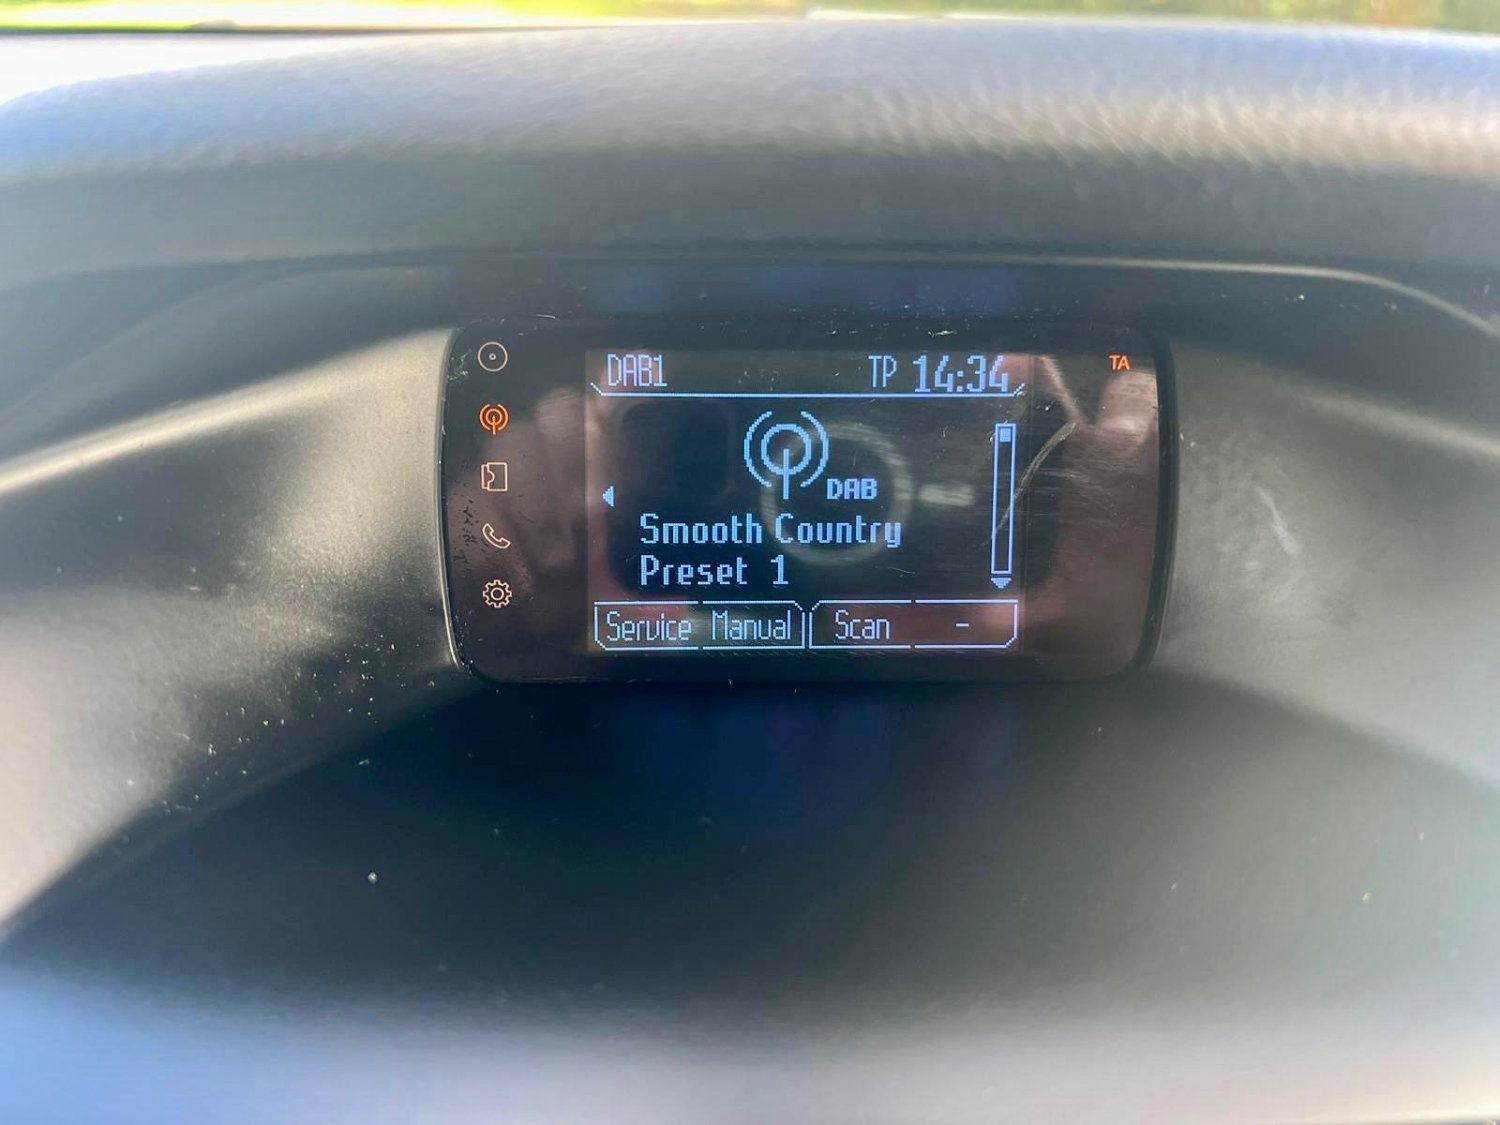 DAB1 TP 14:34 TA
DAB
Smooth Country
Preset 1
Service Manual Scan -